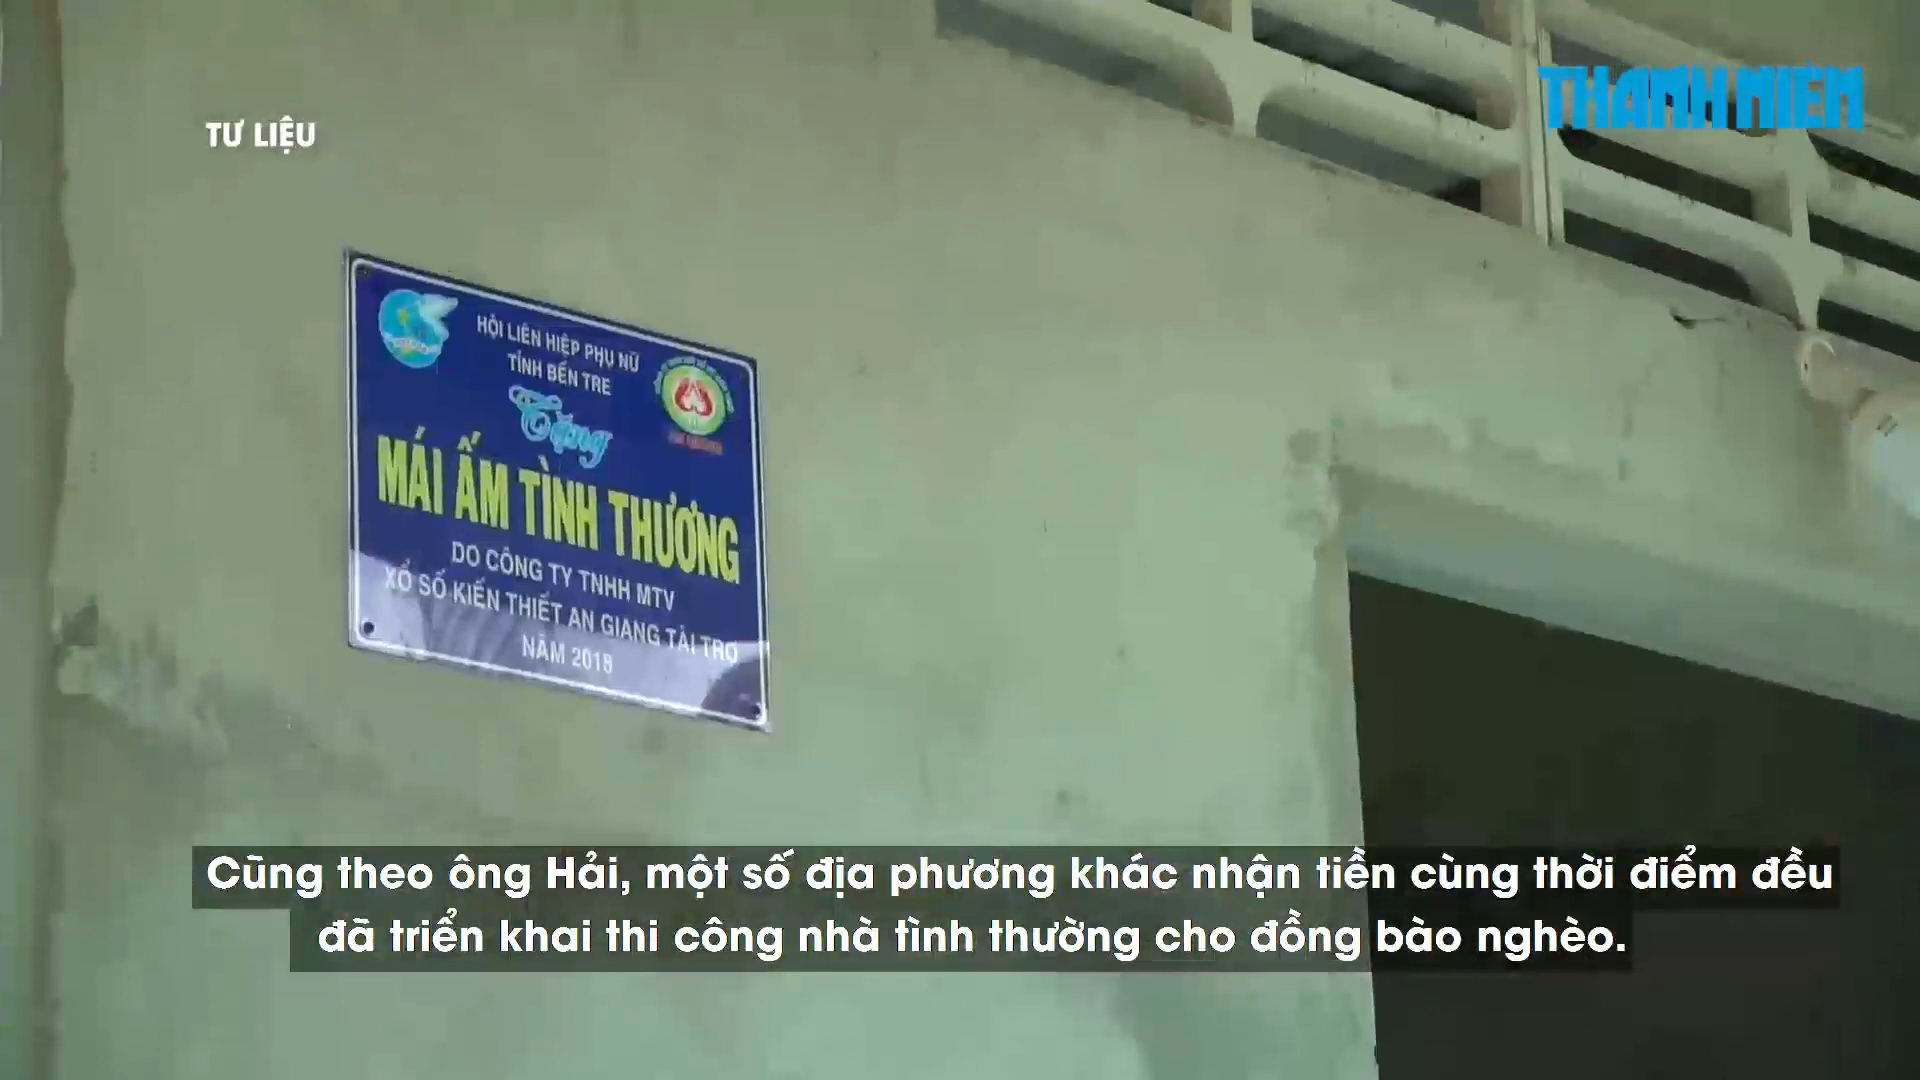 TƯ LIỆU
THANH NIÊN
HỘI LIÊN HIỆP PHỤ NỮ
TỈNH BẾN TRE
Tặng
MÁI ẤM TÌNH THƯƠNG
DO CÔNG TY TNHH MTV
XỔ SỐ KIẾN THIẾT AN GIANG TÀI TRỢ
NĂM 2018
Cũng theo ông Hải, một số địa phương khác nhận tiền cùng thời điểm đều
đã triển khai thi công nhà tình thường cho đồng bào nghèo.